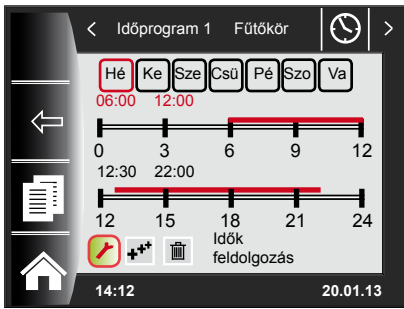 < Időprogram 1 Fűtőkör >
Hé Ke Sze Csü Pé Szo Va
06:00 12:00
0 3 6 9 12
12:30 22:00
12 15 18 21 24
Idők
feldolgozás
14:12 20.01.13